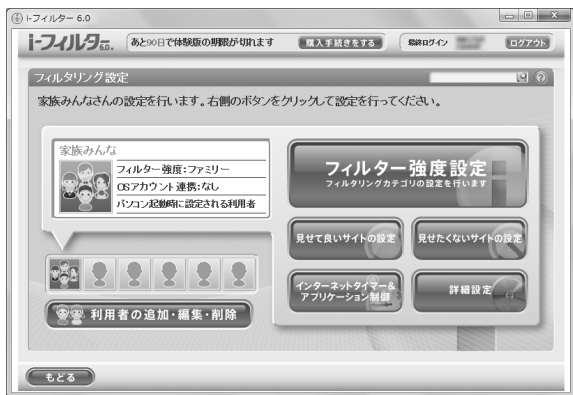 i-フィルター 6.0
i-フィルター 6.0
あと90日で体験版の期限が切れます
購入手続きをする
最終ログイン
ログアウト
フィルタリング設定
家族みんなさんの設定を行います。右側のボタンをクリックして設定を行ってください。
家族みんな
フィルター強度:ファミリー
OSアカウント連携:なし
パソコン起動時に設定される利用者
フィルター強度設定
フィルタリングカテゴリの設定を行います
見せて良いサイトの設定
見せたくないサイトの設定
インターネットタイマー&
アプリケーション制御
詳細設定
利用者の追加・編集・削除
もどる